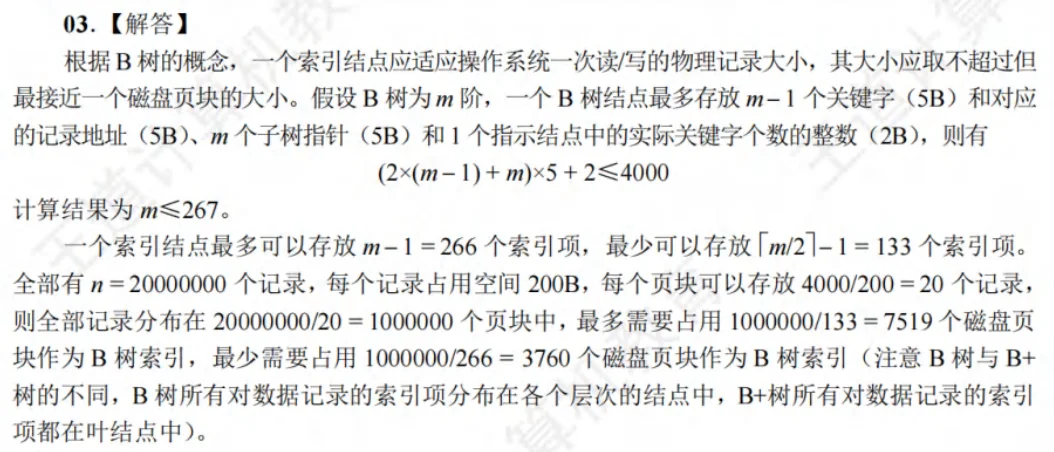 03.【解答】
根据 B 树的概念，一个索引结点应适应操作系统一次读/写的物理记录大小，其大小应取不超过但
最接近一个磁盘页块的大小。假设 B 树为 m 阶，一个 B 树结点最多存放 m－1 个关键字（5B）和对应
的记录地址（5B）、m 个子树指针（5B）和 1 个指示结点中的实际关键字个数的整数（2B），则有
(2×(m－1)＋m)×5＋2≤4000
计算结果为 m≤267。
一个索引结点最多可以存放 m－1＝266 个索引项，最少可以存放⌈m/2⌉－1＝133 个索引项。
全部有 n＝20000000 个记录，每个记录占用空间 200B，每个页块可以存放 4000/200＝20 个记录，
则全部记录分布在 20000000/20＝1000000 个页块中，最多需要占用 1000000/133＝7519 个磁盘页
块作为 B 树索引，最少需要占用 1000000/266＝3760 个磁盘页块作为 B 树索引（注意 B 树与 B+
树的不同，B 树所有对数据记录的索引项分布在各个层次的结点中，B+树所有对数据记录的索引
项都在叶结点中）。